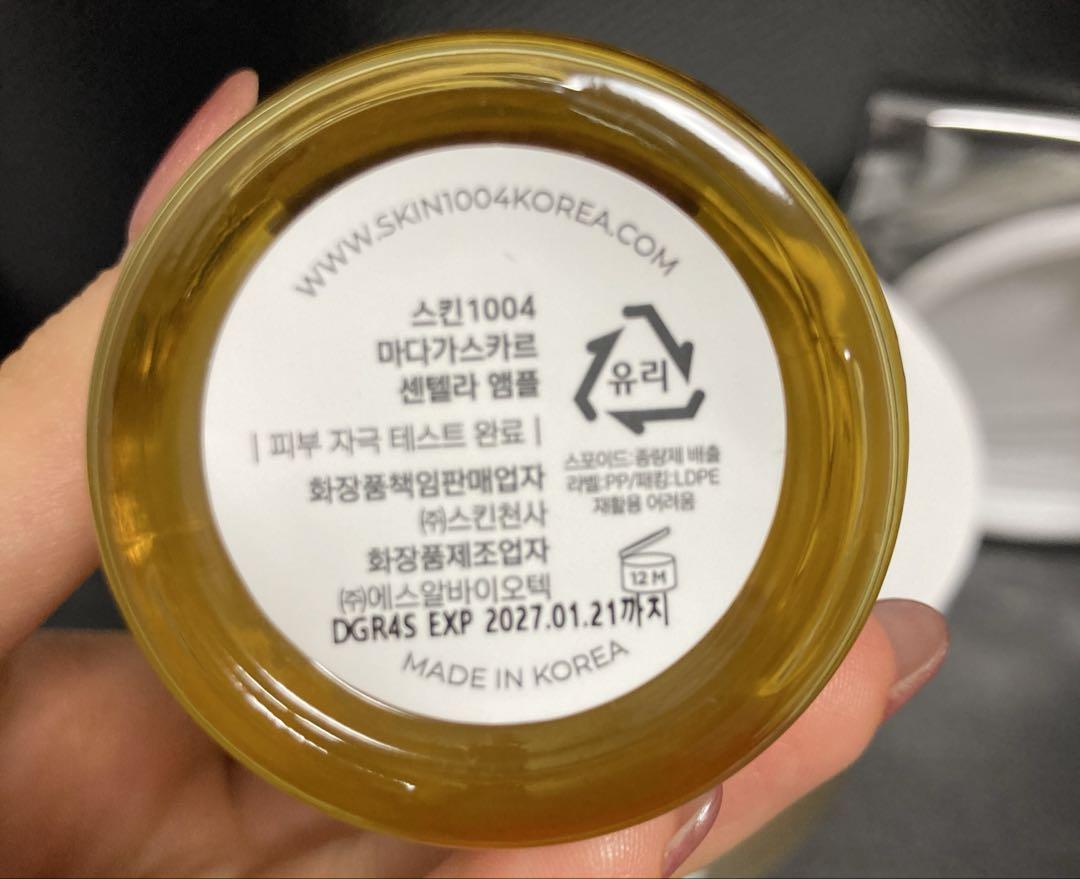 WWW.SKIN1004KOREA.COM
스킨1004
마다가스카르
센텔라 앰플
| 피부 자극 테스트 완료 |
화장품책임판매업자
㈜스킨천사
화장품제조업자
㈜에스알바이오텍
유리
스포이드:종량제 배출
라벨:PP/패킹:LDPE
재활용 어려움
12M
DGR4S EXP 2027.01.21까지
MADE IN KOREA